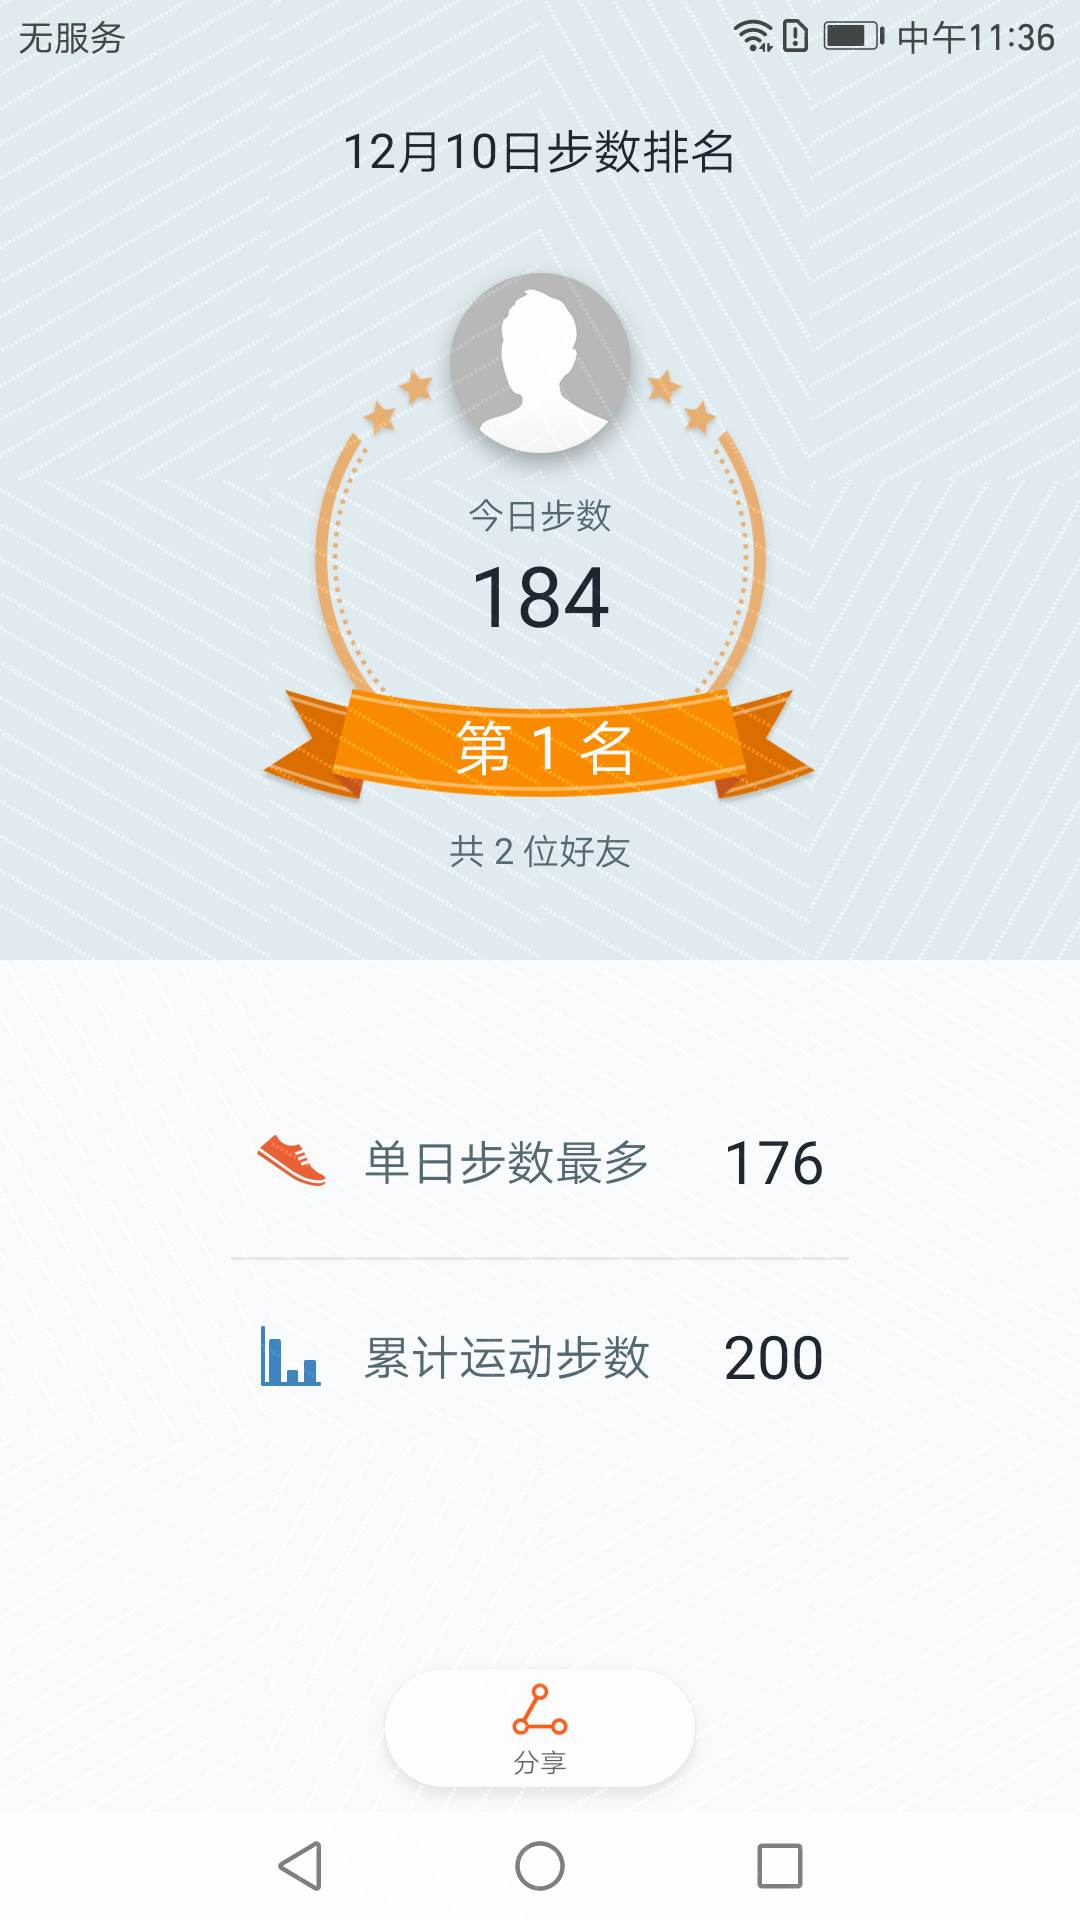 无服务 中午11:36
12月10日步数排名
今日步数
184
第 1 名
共 2 位好友
单日步数最多 176
累计运动步数 200
分享